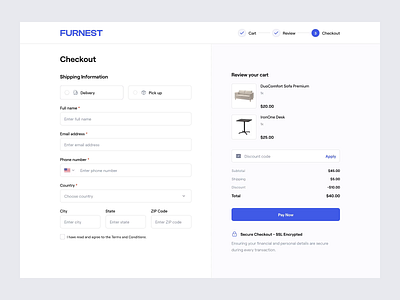 FURNEST
Cart
Review
3
Checkout
Checkout
Shipping Information
Delivery
Pick up
Full name *
Enter full name
Email address *
Enter email address
Phone number *
Enter phone number
Country *
Choose country
City
State
ZIP Code
Enter city
Enter state
Enter ZIP code
I have read and agree to the Terms and Conditions
Review your cart
DuoComfort Sofa Premium
$20.00
IronOne Desk
$25.00
Discount code
Apply
Subtotal
$45.00
Shipping
$5.00
Discount
-$10.00
Total
$40.00
Pay Now
Secure Checkout - SSL Encrypted
Ensuring your financial and personal details are secure
during every transaction.